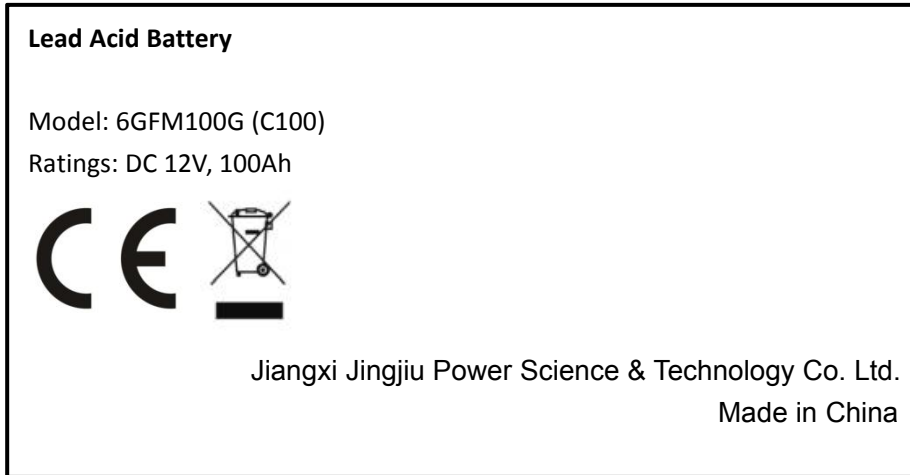 Lead Acid Battery
Model: 6GFM100G (C100)
Ratings: DC 12V, 100Ah
CE
Jiangxi Jingjiu Power Science & Technology Co. Ltd.
Made in China